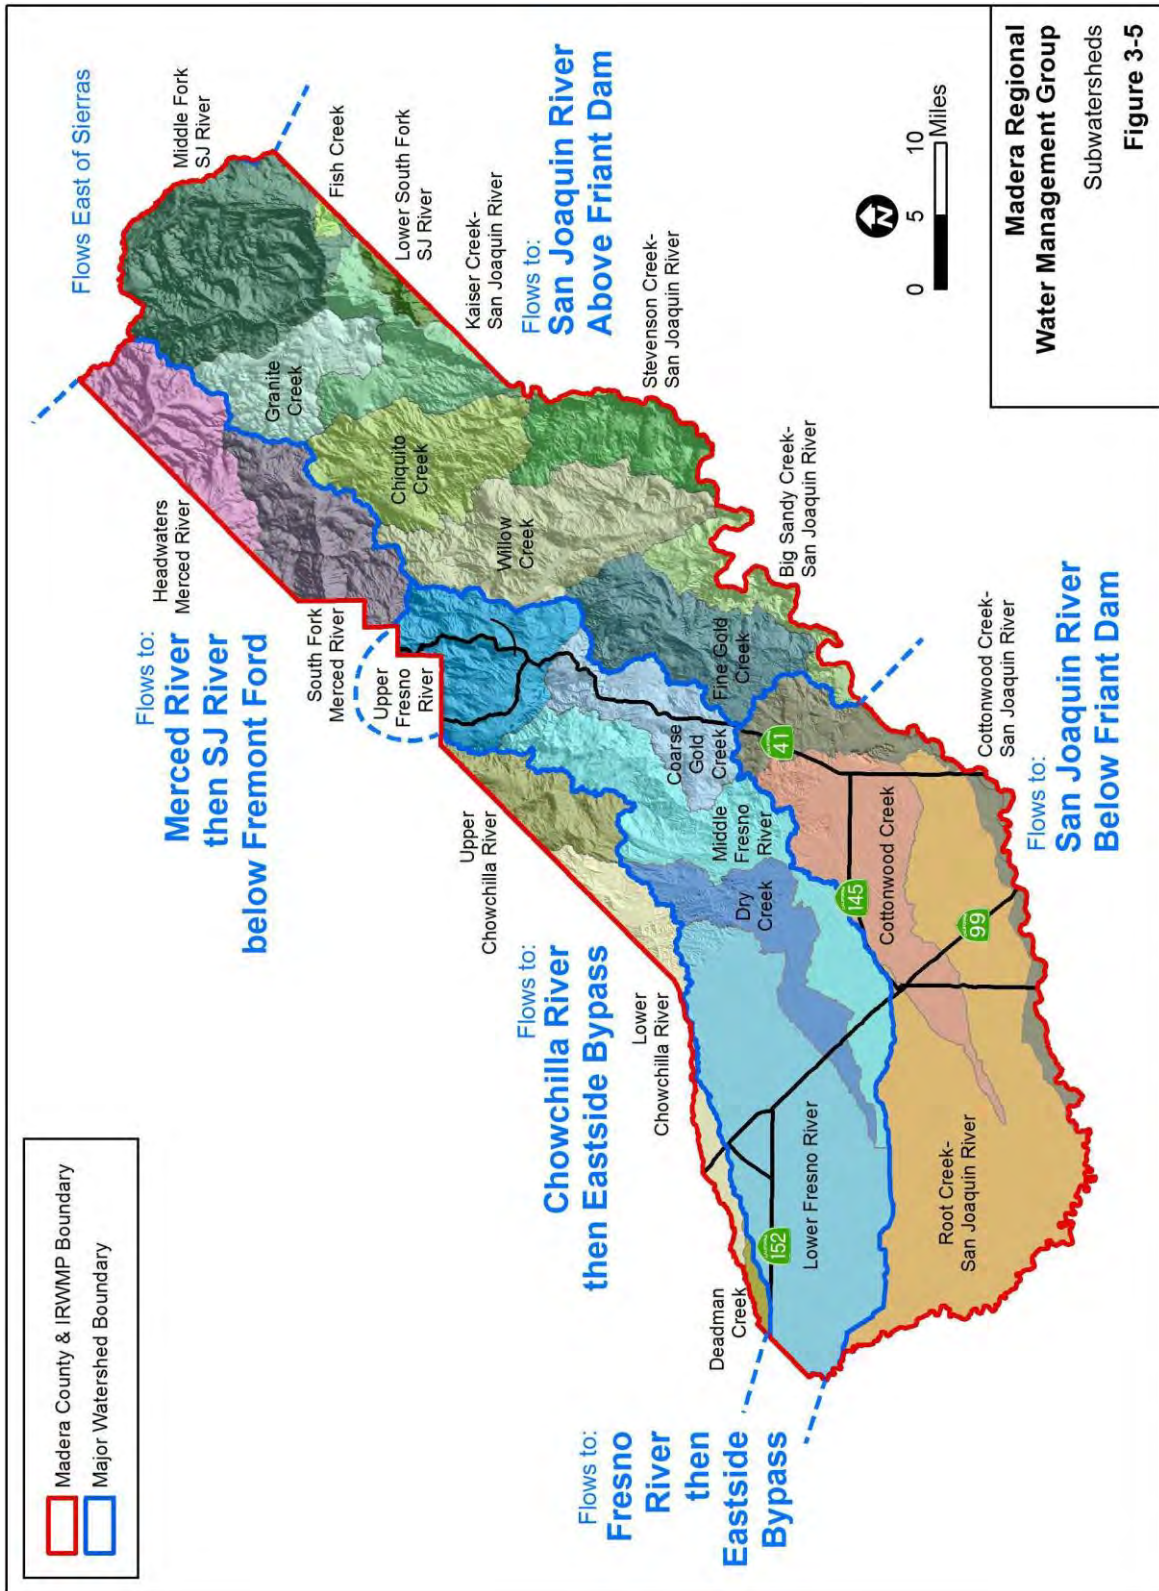 Madera County & IRWMP Boundary
Major Watershed Boundary
Flows East of Sierras
Middle Fork
SJ River
Fish Creek
Lower South Fork
SJ River
Kaiser Creek-
San Joaquin River
Flows to:
San Joaquin River
Above Friant Dam
Stevenson Creek-
San Joaquin River
Big Sandy Creek-
San Joaquin River
Headwaters
Merced River
South Fork
Merced River
Flows to:
Merced River
then SJ River
below Fremont Ford
Upper
Fresno
River
Granite
Creek
Chiquito
Creek
Willow
Creek
Fine Gold
Creek
Coarse
Gold
Creek
Middle
Fresno
River
Dry
Creek
Upper
Chowchilla River
Flows to:
Chowchilla River
then Eastside Bypass
Lower
Chowchilla River
Deadman
Creek
Flows to:
Fresno
River
then
Eastside
Bypass
Lower Fresno River
Root Creek-
San Joaquin River
Cottonwood Creek
Cottonwood Creek-
San Joaquin River
Flows to:
San Joaquin River
Below Friant Dam
41
145
99
152
N
0 5 10
Miles
Madera Regional
Water Management Group
Subwatersheds
Figure 3-5